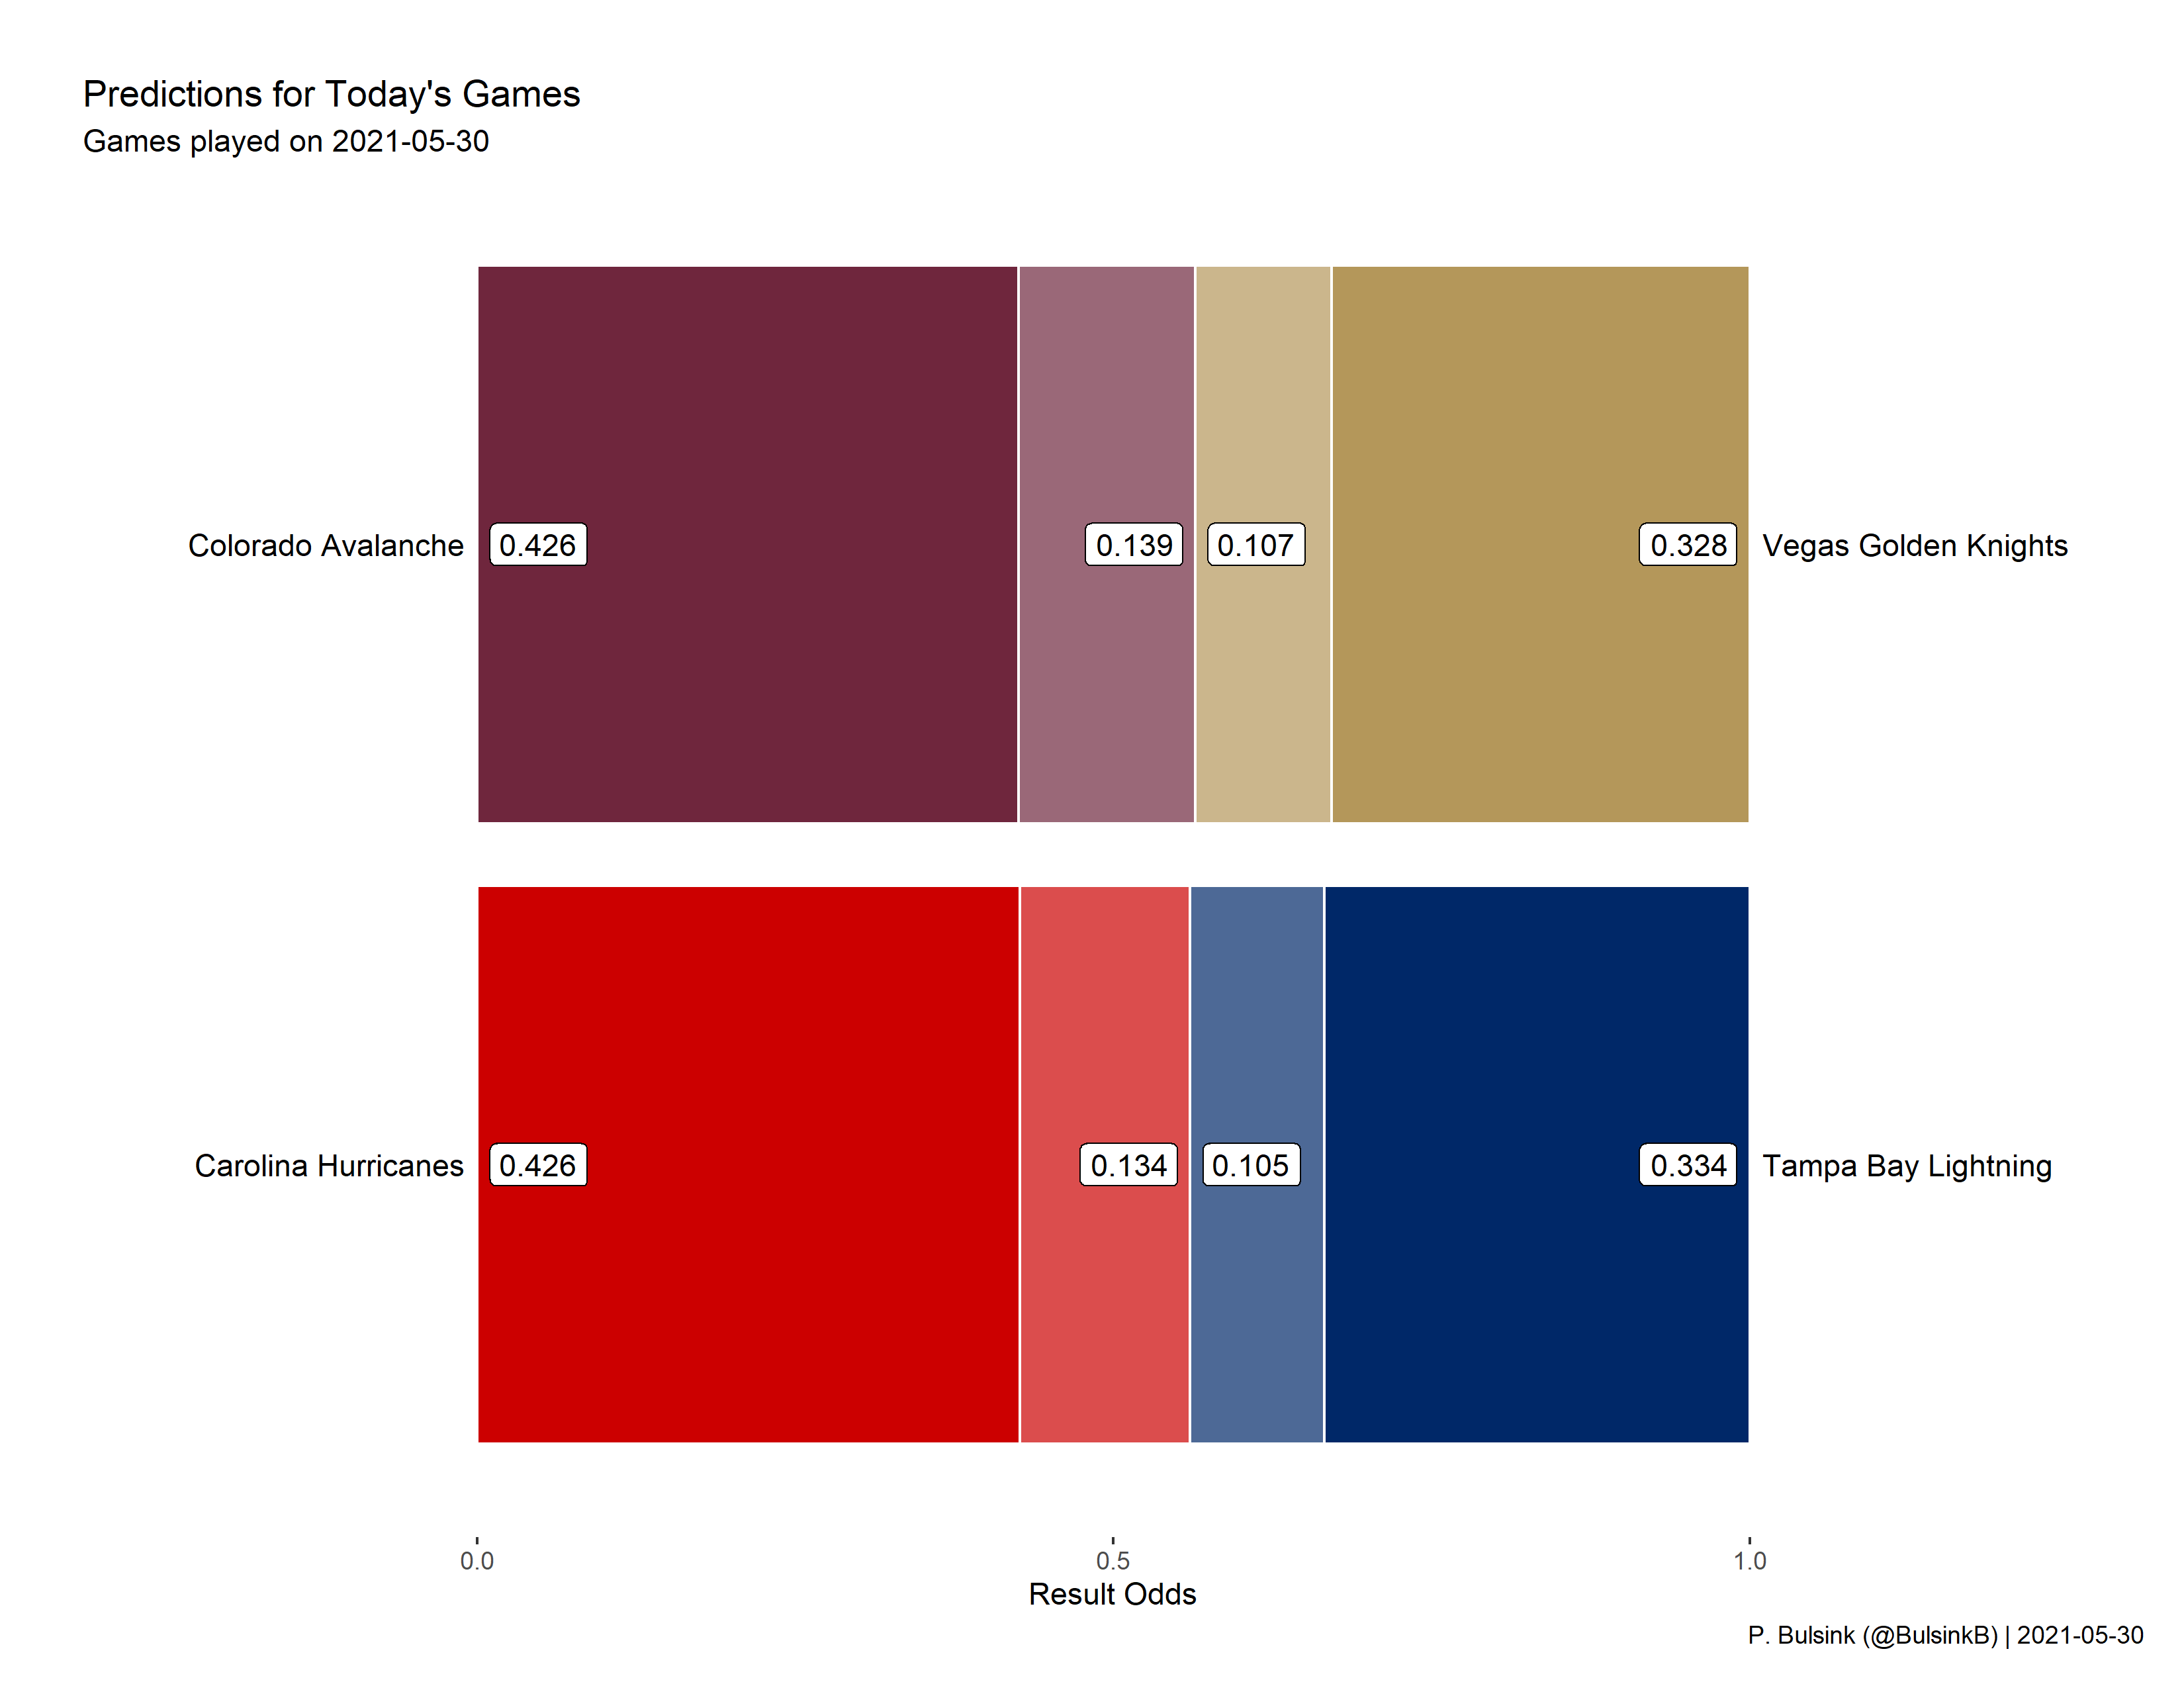 Predictions for Today's Games
Games played on 2021-05-30
Colorado Avalanche 0.426 0.139 0.107 0.328 Vegas Golden Knights
Carolina Hurricanes 0.426 0.134 0.105 0.334 Tampa Bay Lightning
0.0 0.5 1.0
Result Odds
P. Bulsink (@BulsinkB) | 2021-05-30